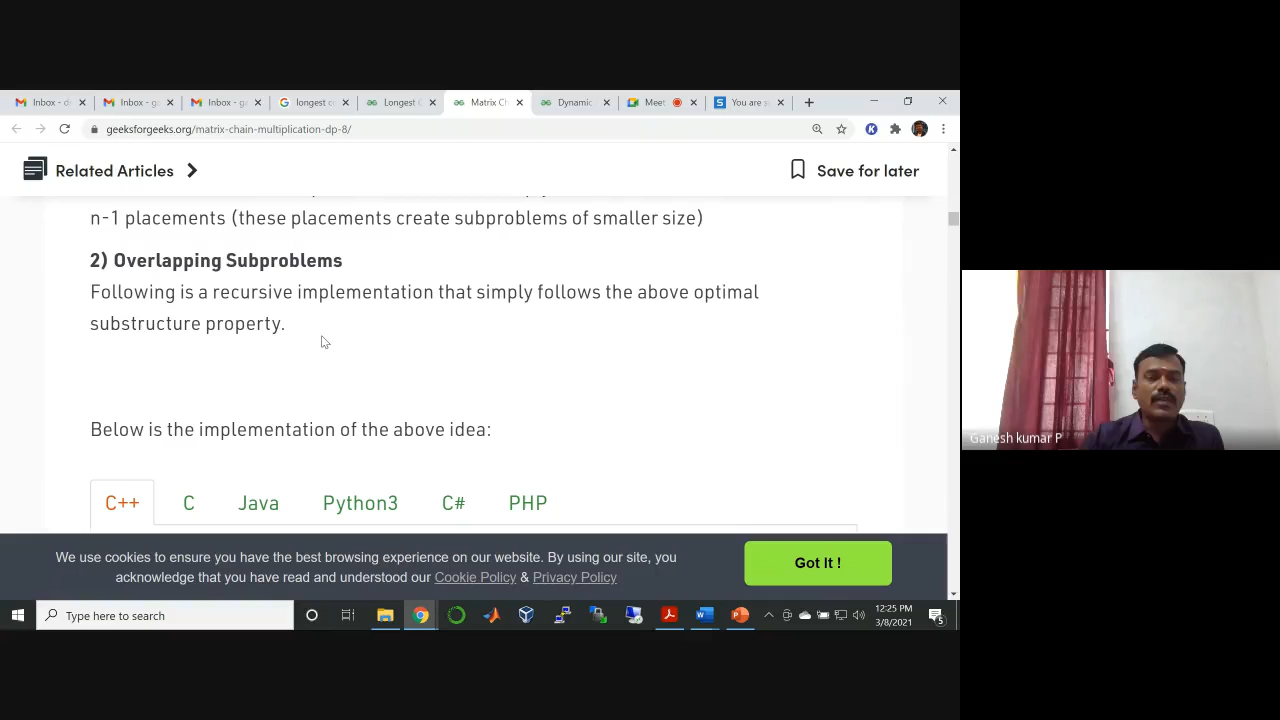 Inbox - d
Inbox - ga
Inbox - ga
longest c
Longest C
Matrix Ch
Dynamic
Meet
You are s
geeksforgeeks.org/matrix-chain-multiplication-dp-8/
Related Articles
Save for later
n-1 placements (these placements create subproblems of smaller size)
2) Overlapping Subproblems
Following is a recursive implementation that simply follows the above optimal
substructure property.
Below is the implementation of the above idea:
C++ C Java Python3 C# PHP
We use cookies to ensure you have the best browsing experience on our website. By using our site, you
acknowledge that you have read and understood our Cookie Policy & Privacy Policy
Got It !
Type here to search
12:25 PM
3/8/2021
5
Ganesh kumar P